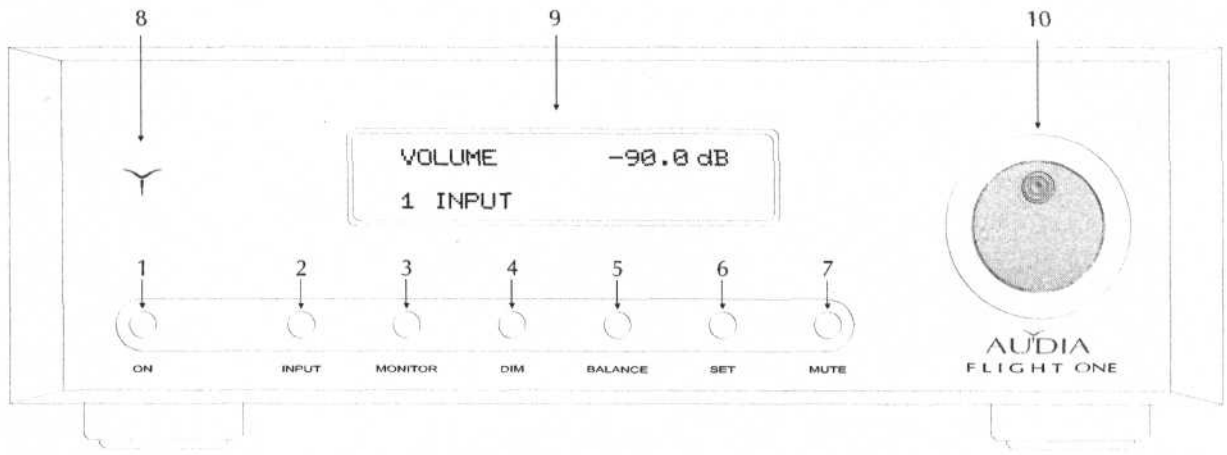 8 9 10
VOLUME -90.0 dB
1 INPUT
1 2 3 4 5 6 7
ON INPUT MONITOR DIM BALANCE SET MUTE
AUDIA
FLIGHT ONE